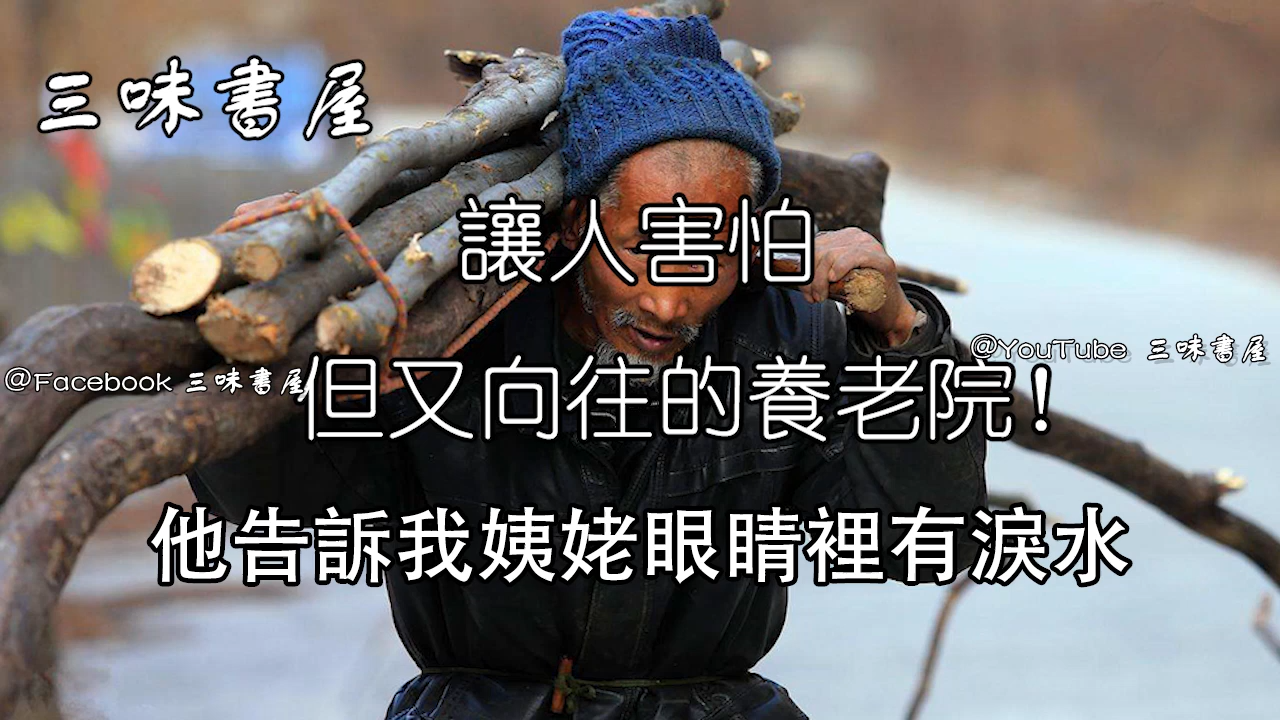 三味書屋
讓人害怕
@YouTube 三味書屋
@Facebook 三味書屋
但又向往的養老院!
他告訴我姨姥眼睛裡有淚水